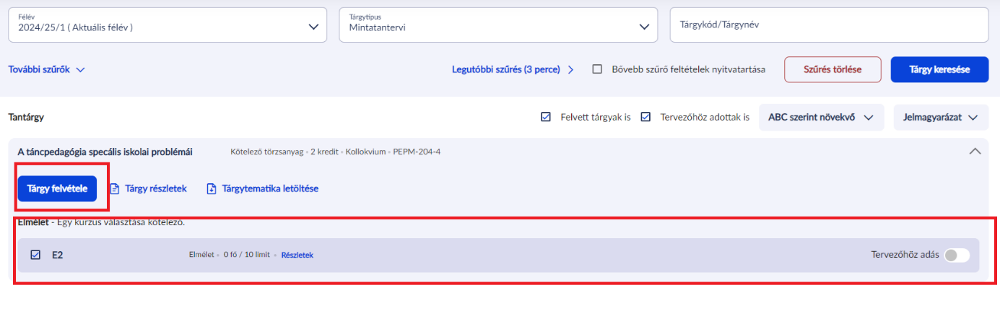 Félév
2024/25/1 ( Aktuális félév )
Tárgytípus
Mintatantervi
Tárgykód/Tárgynév
További szűrők
Legutóbbi szűrés (3 perce)
Bővebb szűrő feltételek nyitvatartása
Szűrés törlése
Tárgy keresése
Tantárgy
Felvett tárgyak is
Tervezőhöz adottak is
ABC szerint növekvő
Jelmagyarázat
A táncpedagógia specális iskolai problémái
Kötelező törzsanyag • 2 kredit • Kollokvium • PEPM-204-4
Tárgy felvétele
Tárgy részletek
Tárgytematika letöltése
Elmélet - Egy kurzus választása kötelező.
E2
Elmélet • 0 fő / 10 limit • Részletek
Tervezőhöz adás